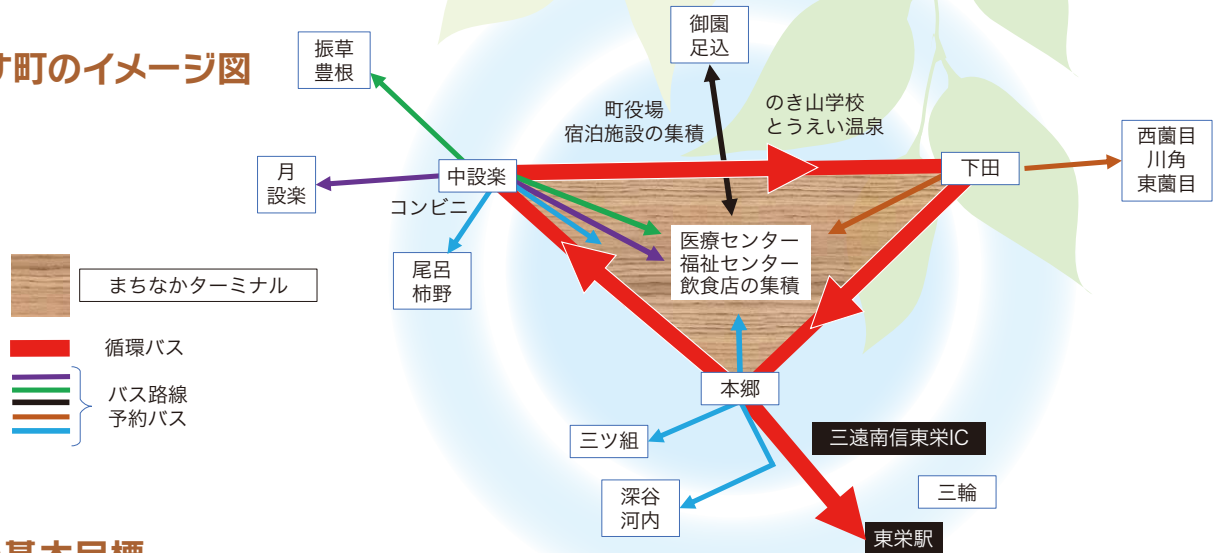 町のイメージ図
振草
豊根
御園
足込
町役場
宿泊施設の集積
のき山学校
とうえい温泉
西薗目
川角
東薗目
月
設楽
中設楽
下田
コンビニ
医療センター
福祉センター
飲食店の集積
尾呂
柿野
まちなかターミナル
循環バス
バス路線
予約バス
本郷
三ツ組
三遠南信東栄IC
深谷
河内
三輪
東栄駅
基本目標